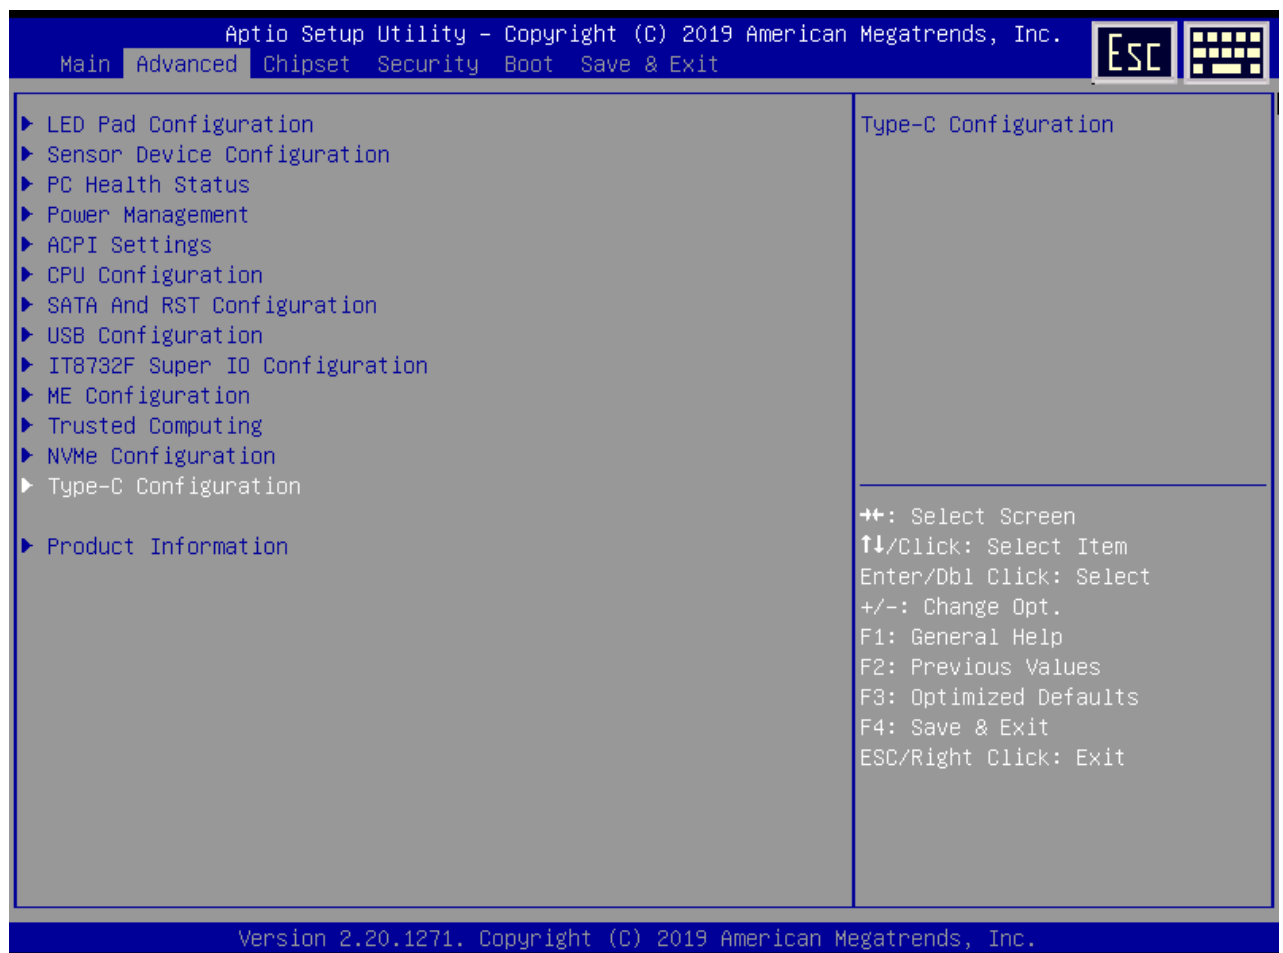 Aptio Setup Utility – Copyright (C) 2019 American Megatrends, Inc.
Esc
Main Advanced Chipset Security Boot Save & Exit
LED Pad Configuration
Sensor Device Configuration
PC Health Status
Power Management
ACPI Settings
CPU Configuration
SATA And RST Configuration
USB Configuration
IT8732F Super IO Configuration
ME Configuration
Trusted Computing
NVMe Configuration
Type-C Configuration
Product Information
Type-C Configuration
→←: Select Screen
↑↓/Click: Select Item
Enter/Dbl Click: Select
+/-: Change Opt.
F1: General Help
F2: Previous Values
F3: Optimized Defaults
F4: Save & Exit
ESC/Right Click: Exit
Version 2.20.1271. Copyright (C) 2019 American Megatrends, Inc.